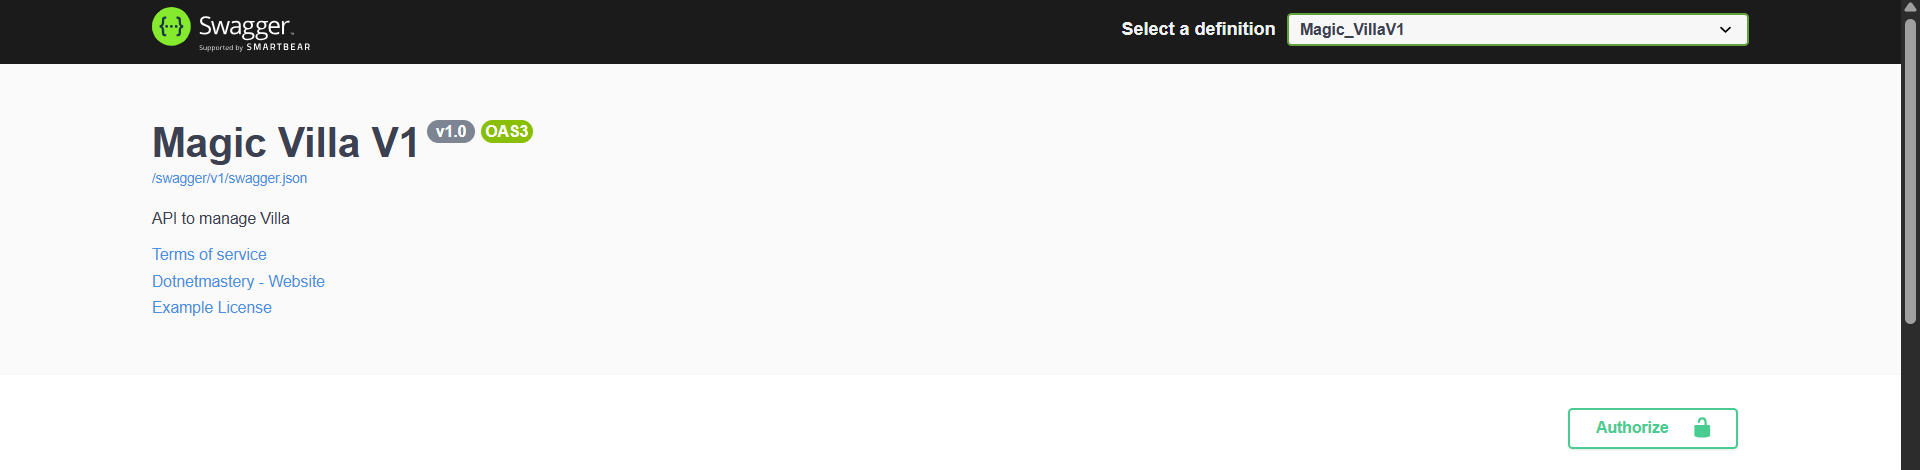 Swagger
Supported by SMARTBEAR
Select a definition
Magic_VillaV1
Magic Villa V1 v1.0 OAS3
/swagger/v1/swagger.json
API to manage Villa
Terms of service
Dotnetmastery - Website
Example License
Authorize